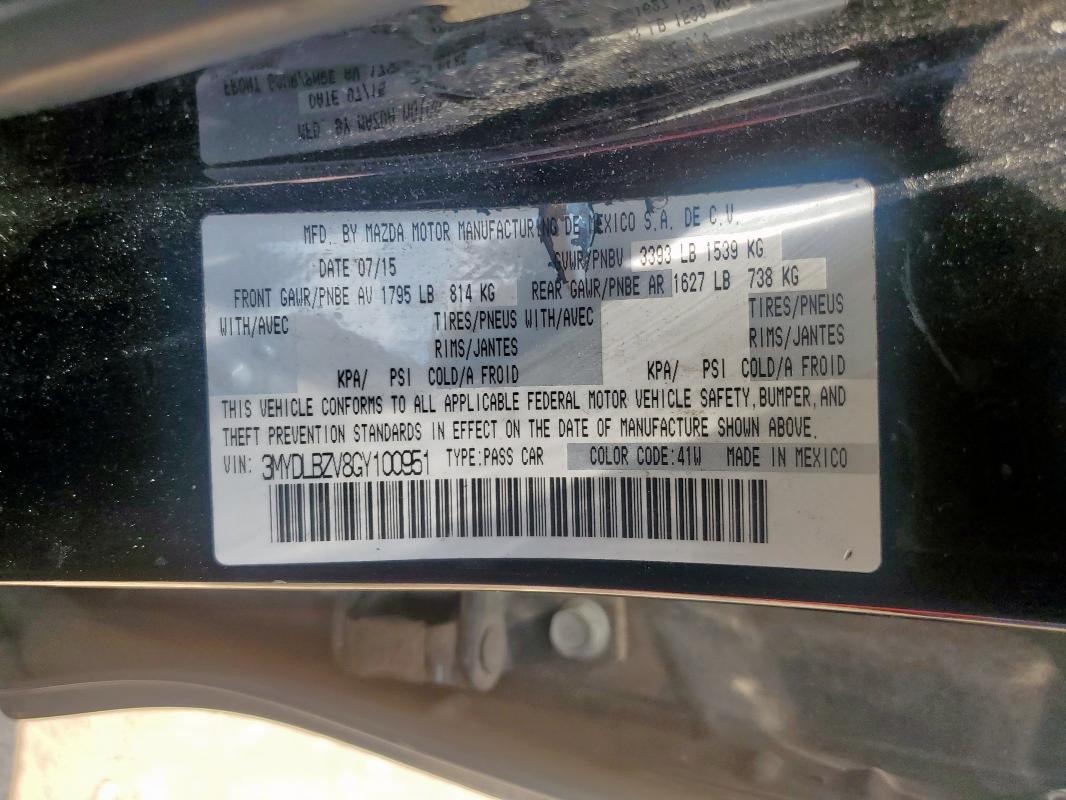 MFD. BY MAZDA MOTOR MANUFACTURING DE MEXICO S.A. DE C.V.
DATE 07/15 GVWR/PNBV 3393 LB 1539 KG
FRONT GAWR/PNBE AV 1795 LB 814 KG REAR GAWR/PNBE AR 1627 LB 738 KG
WITH/AVEC TIRES/PNEUS WITH/AVEC TIRES/PNEUS
RIMS/JANTES RIMS/JANTES
KPA/ PSI COLD/A FROID KPA/ PSI COLD/A FROID
THIS VEHICLE CONFORMS TO ALL APPLICABLE FEDERAL MOTOR VEHICLE SAFETY, BUMPER, AND
THEFT PREVENTION STANDARDS IN EFFECT ON THE DATE OF MANUFACTURE SHOWN ABOVE.
VIN: 3MYDLBZV8GY100951 TYPE:PASS CAR COLOR CODE:41W MADE IN MEXICO